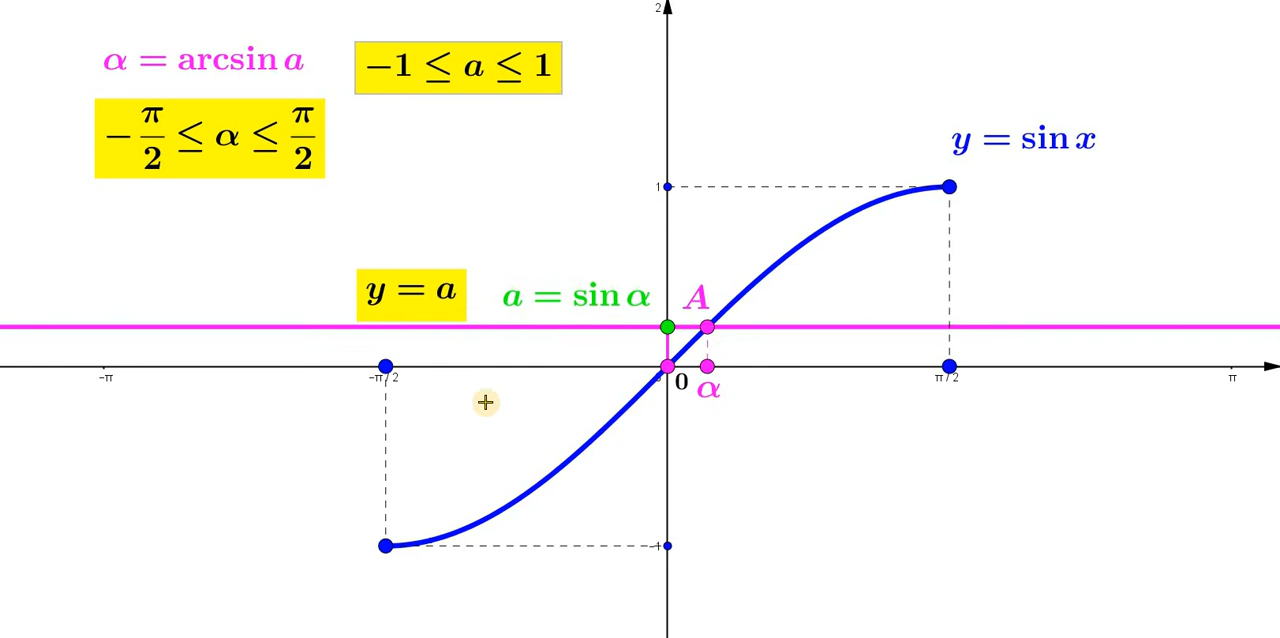 2
α = arcsin a
−1 ≤ a ≤ 1
−π/2 ≤ α ≤ π/2
y = sin x
1
y = a
a = sin α
A
−π
−π / 2
0
α
π / 2
π
−1